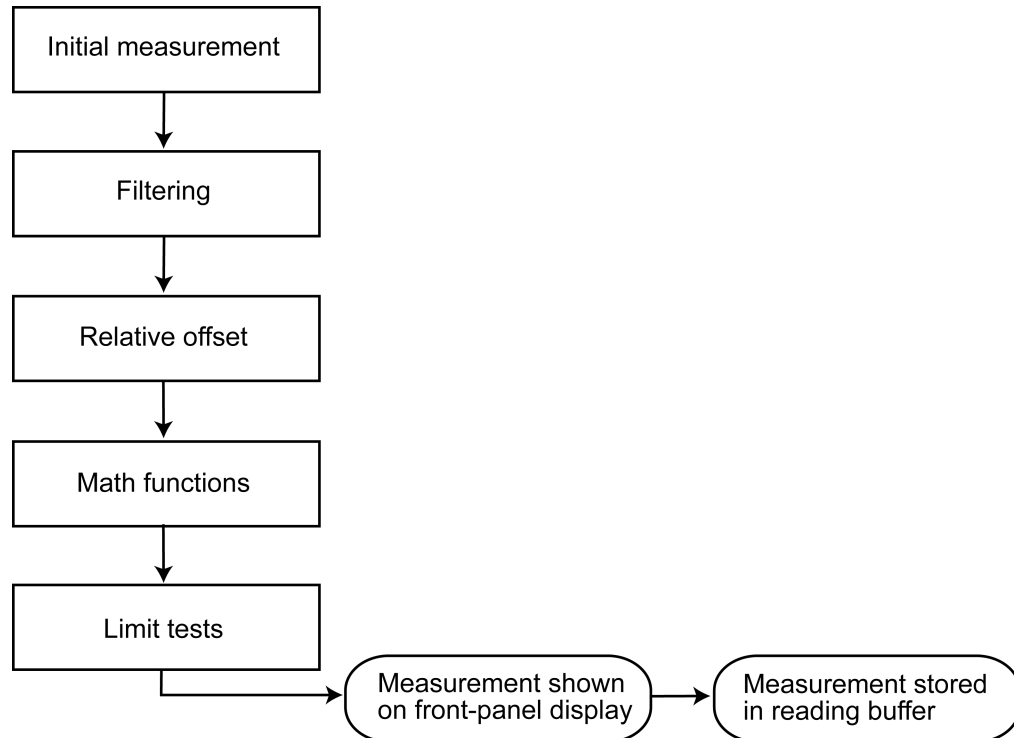 Initial measurement
Filtering
Relative offset
Math functions
Limit tests
Measurement shown
on front-panel display
Measurement stored
in reading buffer